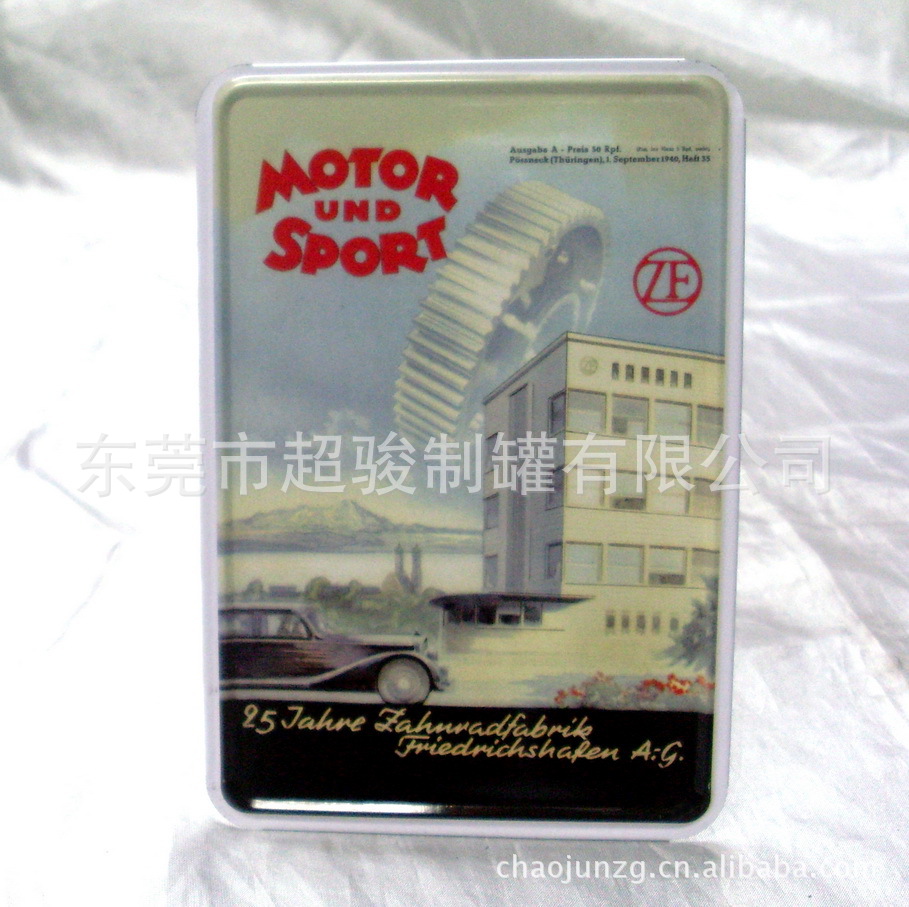 MOTOR
UND
SPORT
Ausgabe A - Preis 50 Rpf.
Pössneck (Thüringen), 1. September 1940, Heft 35
ZF
东莞市超骏制罐有限公司
25 Jahre Zahnradfabrik
Friedrichshafen A.-G.
chaojunzg.cn.alibaba.com